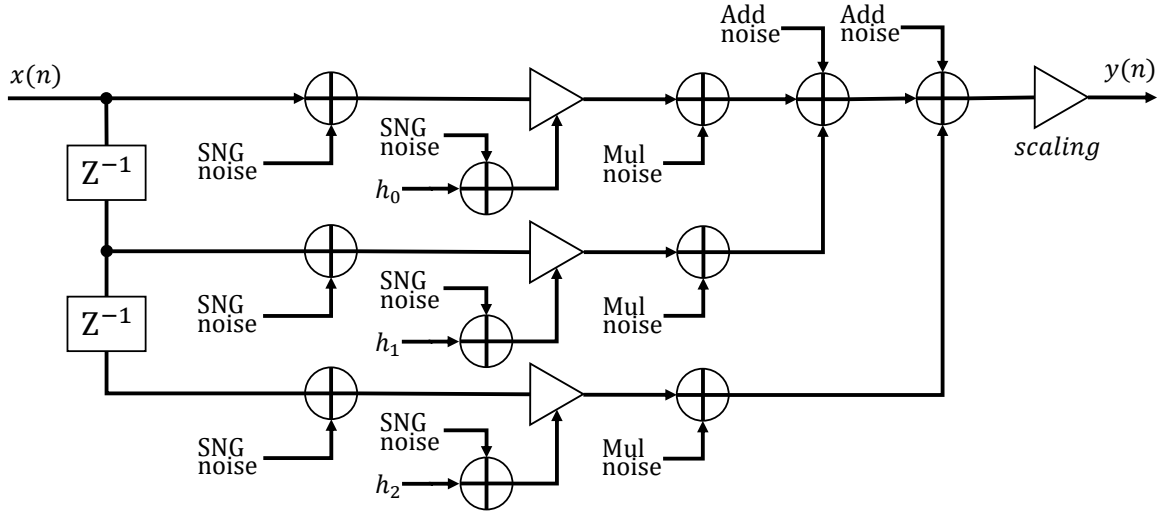 Add
noise
Add
noise
x(n)
y(n)
SNG
noise
SNG
noise
Mul
noise
scaling
Z⁻¹
h₀
SNG
noise
SNG
noise
Mul
noise
Z⁻¹
h₁
SNG
noise
SNG
noise
Mul
noise
h₂